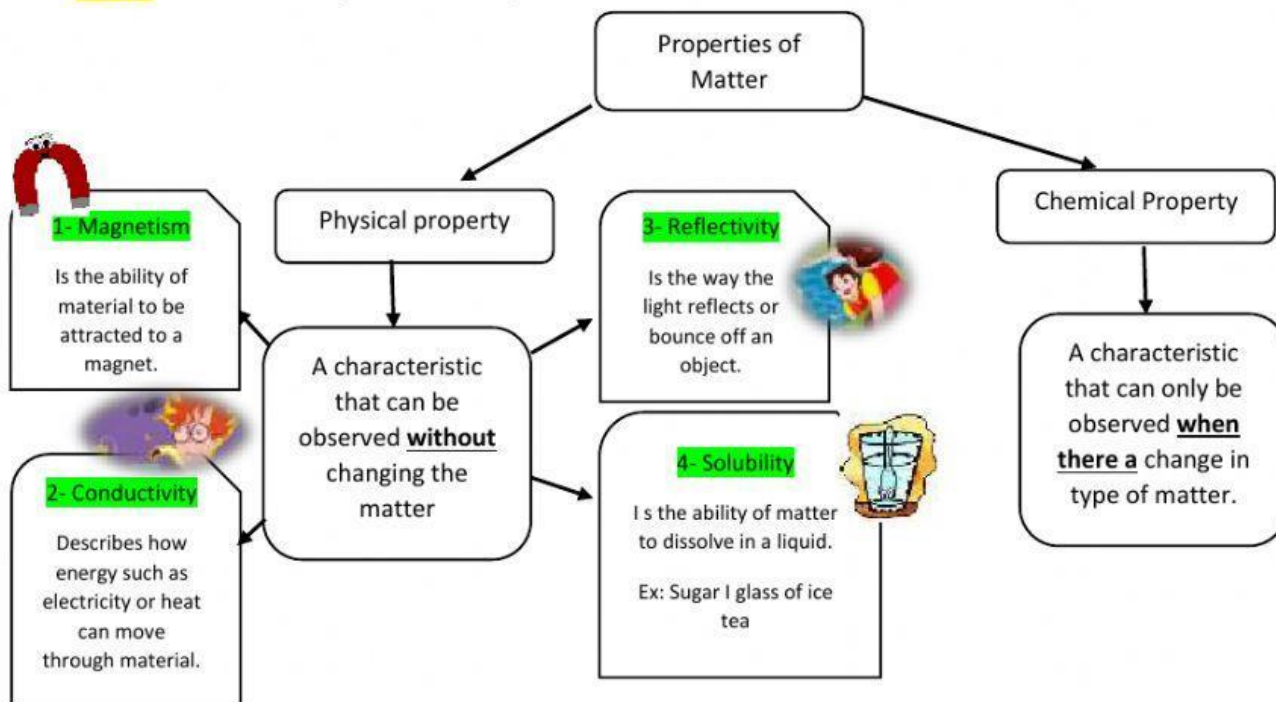 Properties of
Matter
Physical property
Chemical Property
1- Magnetism
Is the ability of
material to be
attracted to a
magnet.
3- Reflectivity
Is the way the
light reflects or
bounce off an
object.
A characteristic
that can be
observed without
changing the
matter
A characteristic
that can only be
observed when
there a change in
type of matter.
2- Conductivity
Describes how
energy such as
electricity or heat
can move
through material.
4- Solubility
I s the ability of matter
to dissolve in a liquid.
Ex: Sugar I glass of ice
tea